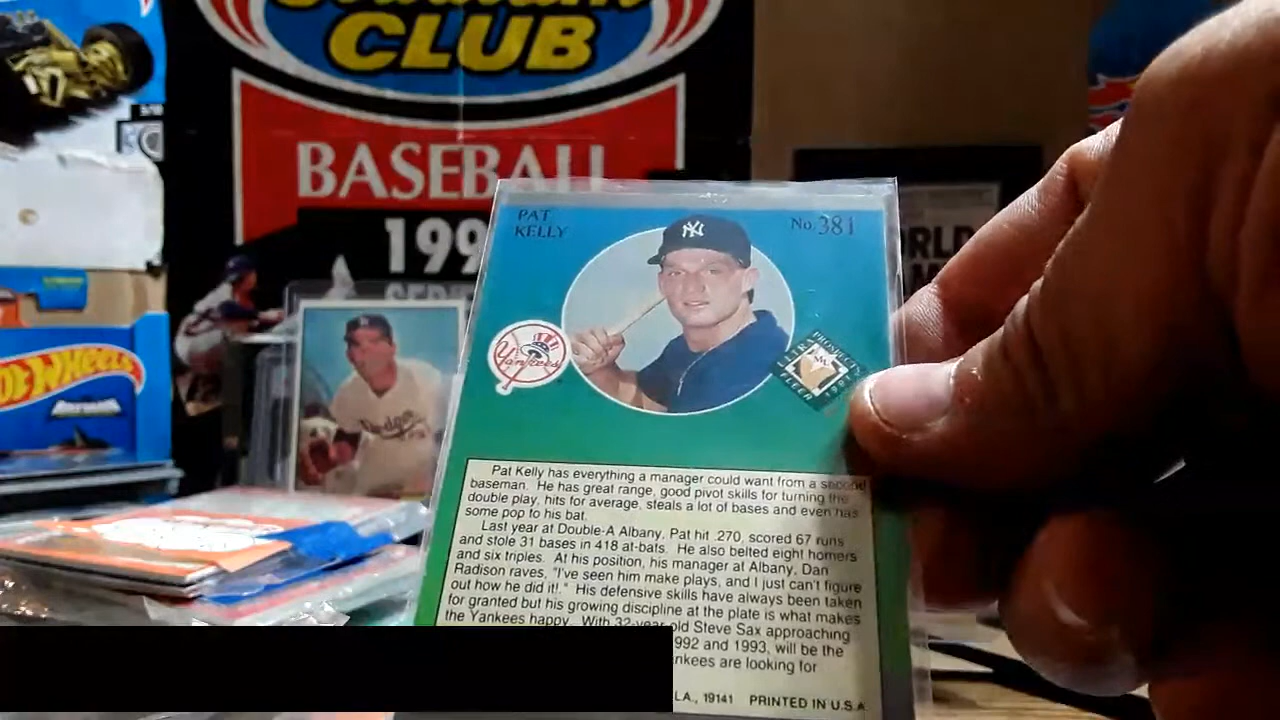 CLUB
BASEBALL
199
HOT WHEELS
Dodgers
PAT
KELLY
No. 381
Yankees
Pat Kelly has everything a manager could want from a second
baseman. He has great range, good pivot skills for turning the
double play, hits for average, steals a lot of bases and even has
some pop to his bat.
Last year at Double-A Albany, Pat hit .270, scored 67 runs
and stole 31 bases in 418 at-bats. He also belted eight homers
and six triples. At his position, his manager at Albany, Dan
Radison raves, "I've seen him make plays, and I just can't figure
out how he did it!." His defensive skills have always been taken
for granted but his growing discipline at the plate is what makes
the Yankees happy. With 32-year old Steve Sax approaching
992 and 1993, will be the
nkees are looking for
LA., 19141 PRINTED IN U.S.A